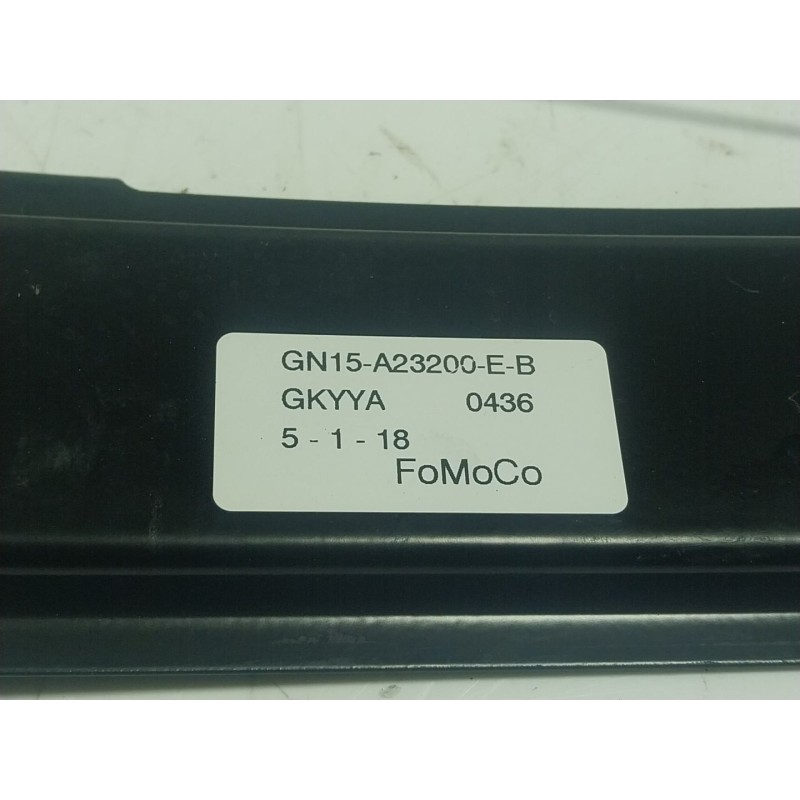 GN15-A23200-E-B
GKYYA 0436
5 - 1 - 18
FoMoCo